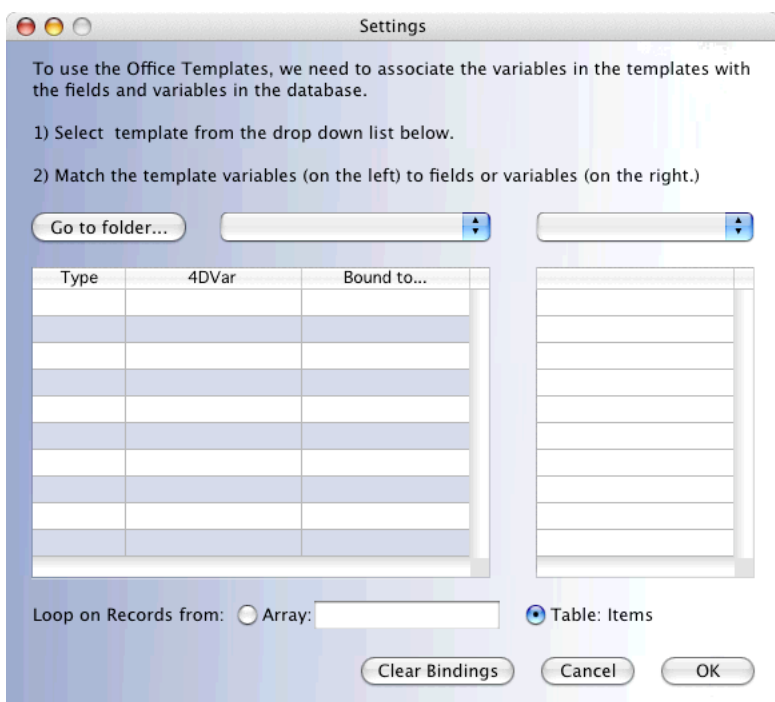 Settings
To use the Office Templates, we need to associate the variables in the templates with
the fields and variables in the database.
1) Select  template from the drop down list below.
2) Match the template variables (on the left) to fields or variables (on the right.)
Go to folder...
Type 4DVar Bound to...
Loop on Records from: Array: Table: Items
Clear Bindings Cancel OK